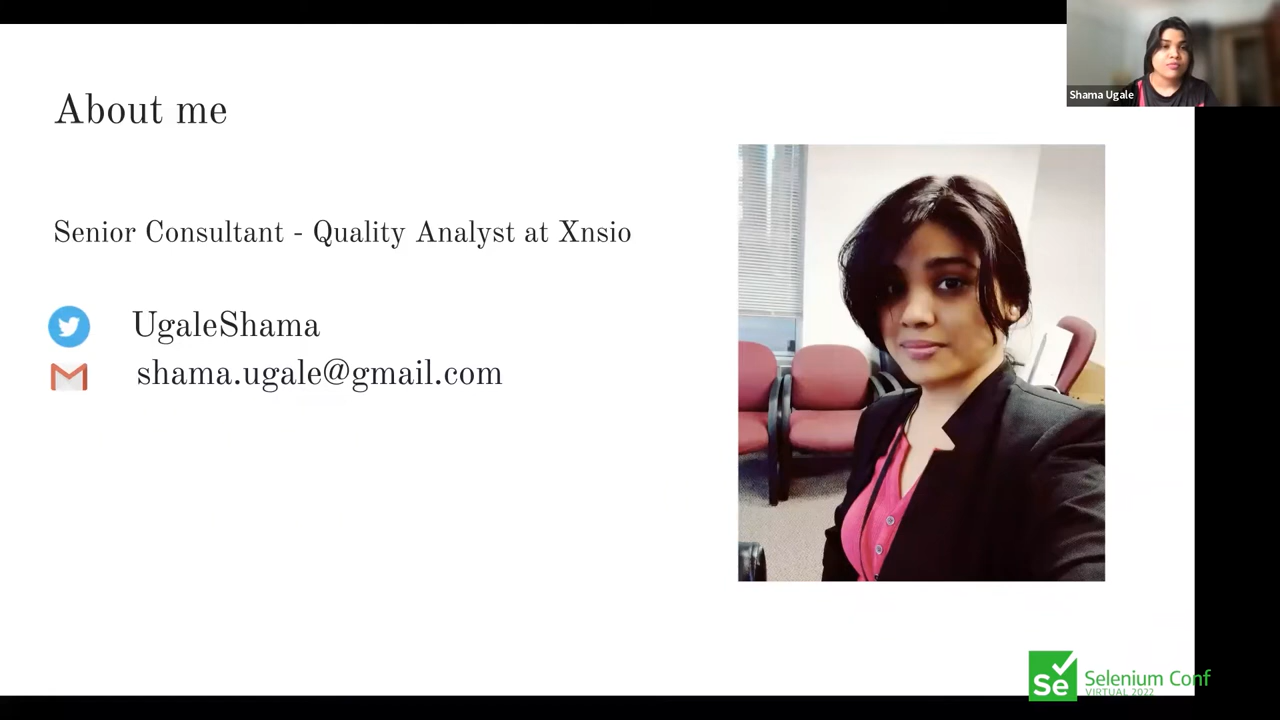 Shama Ugale
About me
Senior Consultant - Quality Analyst at Xnsio
UgaleShama
shama.ugale@gmail.com
Se
Selenium Conf
VIRTUAL 2022